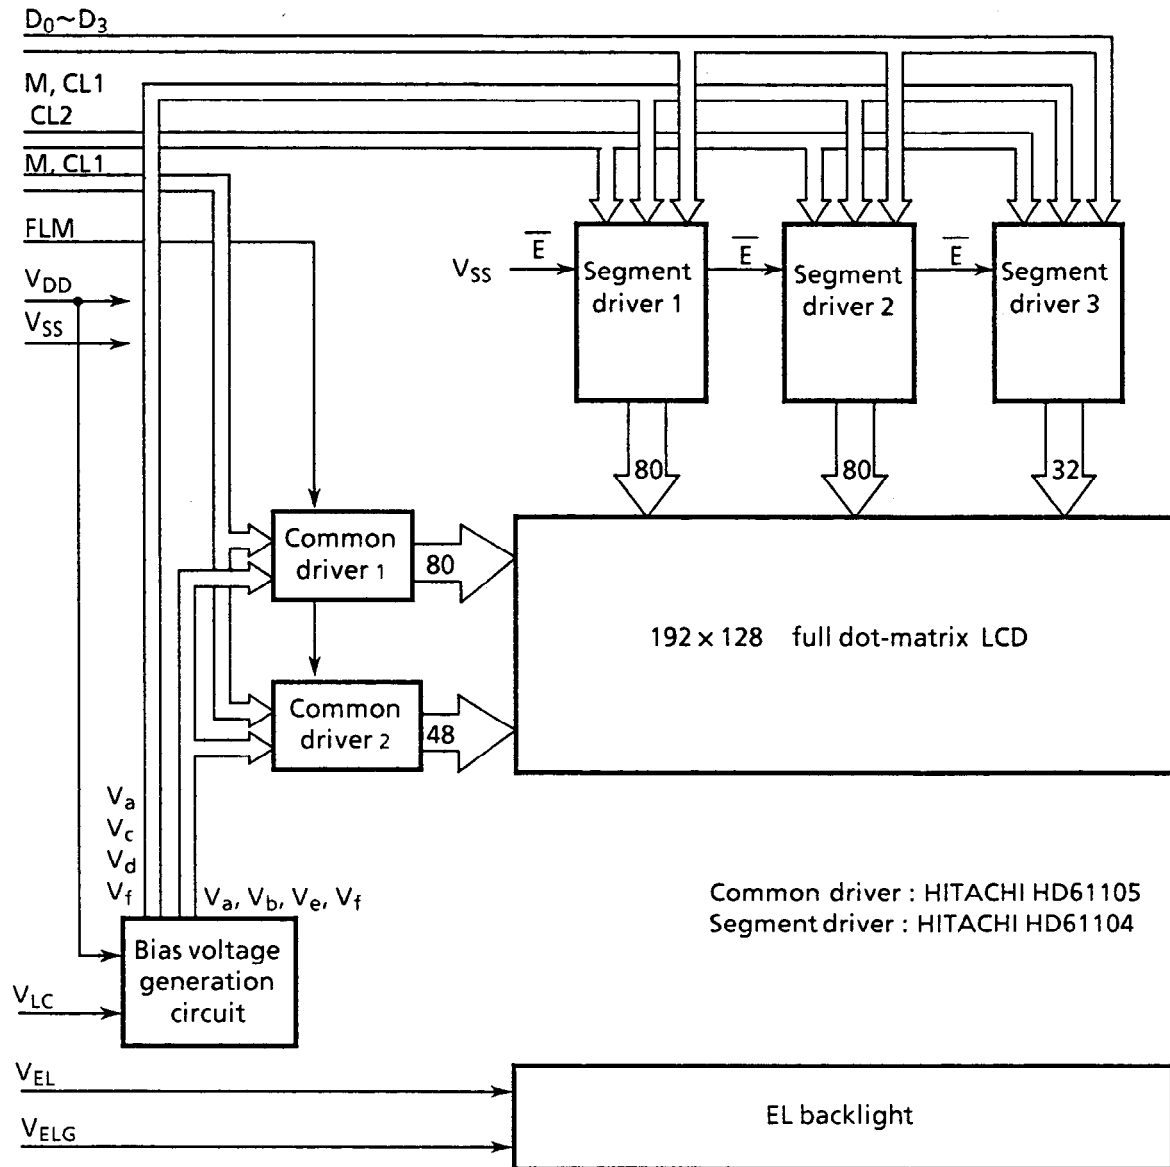 D0~D3
M, CL1
CL2
M, CL1
FLM
VDD
VSS
VSS
E
E
E
Segment
driver 1
Segment
driver 2
Segment
driver 3
80
80
32
Common
driver 1
80
Common
driver 2
48
192 x 128 full dot-matrix LCD
Va
Vc
Vd
Vf
Va, Vb, Ve, Vf
Common driver : HITACHI HD61105
Segment driver : HITACHI HD61104
Bias voltage
generation
circuit
VLC
VEL
VELG
EL backlight